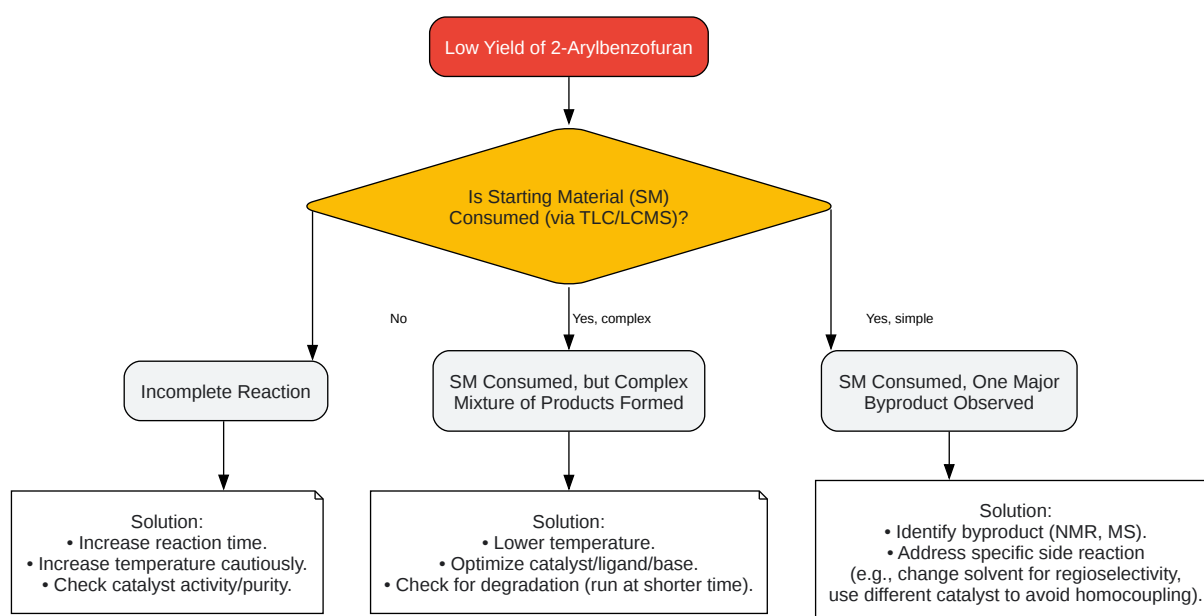 Low Yield of 2-Arylbenzofuran
Is Starting Material (SM)
Consumed (via TLC/LCMS)?
No
Yes, complex
Yes, simple
Incomplete Reaction
SM Consumed, but Complex
Mixture of Products Formed
SM Consumed, One Major
Byproduct Observed
Solution:
• Increase reaction time.
• Increase temperature cautiously.
• Check catalyst activity/purity.
Solution:
• Lower temperature.
• Optimize catalyst/ligand/base.
• Check for degradation (run at shorter time).
Solution:
• Identify byproduct (NMR, MS).
• Address specific side reaction
(e.g., change solvent for regioselectivity,
use different catalyst to avoid homocoupling).